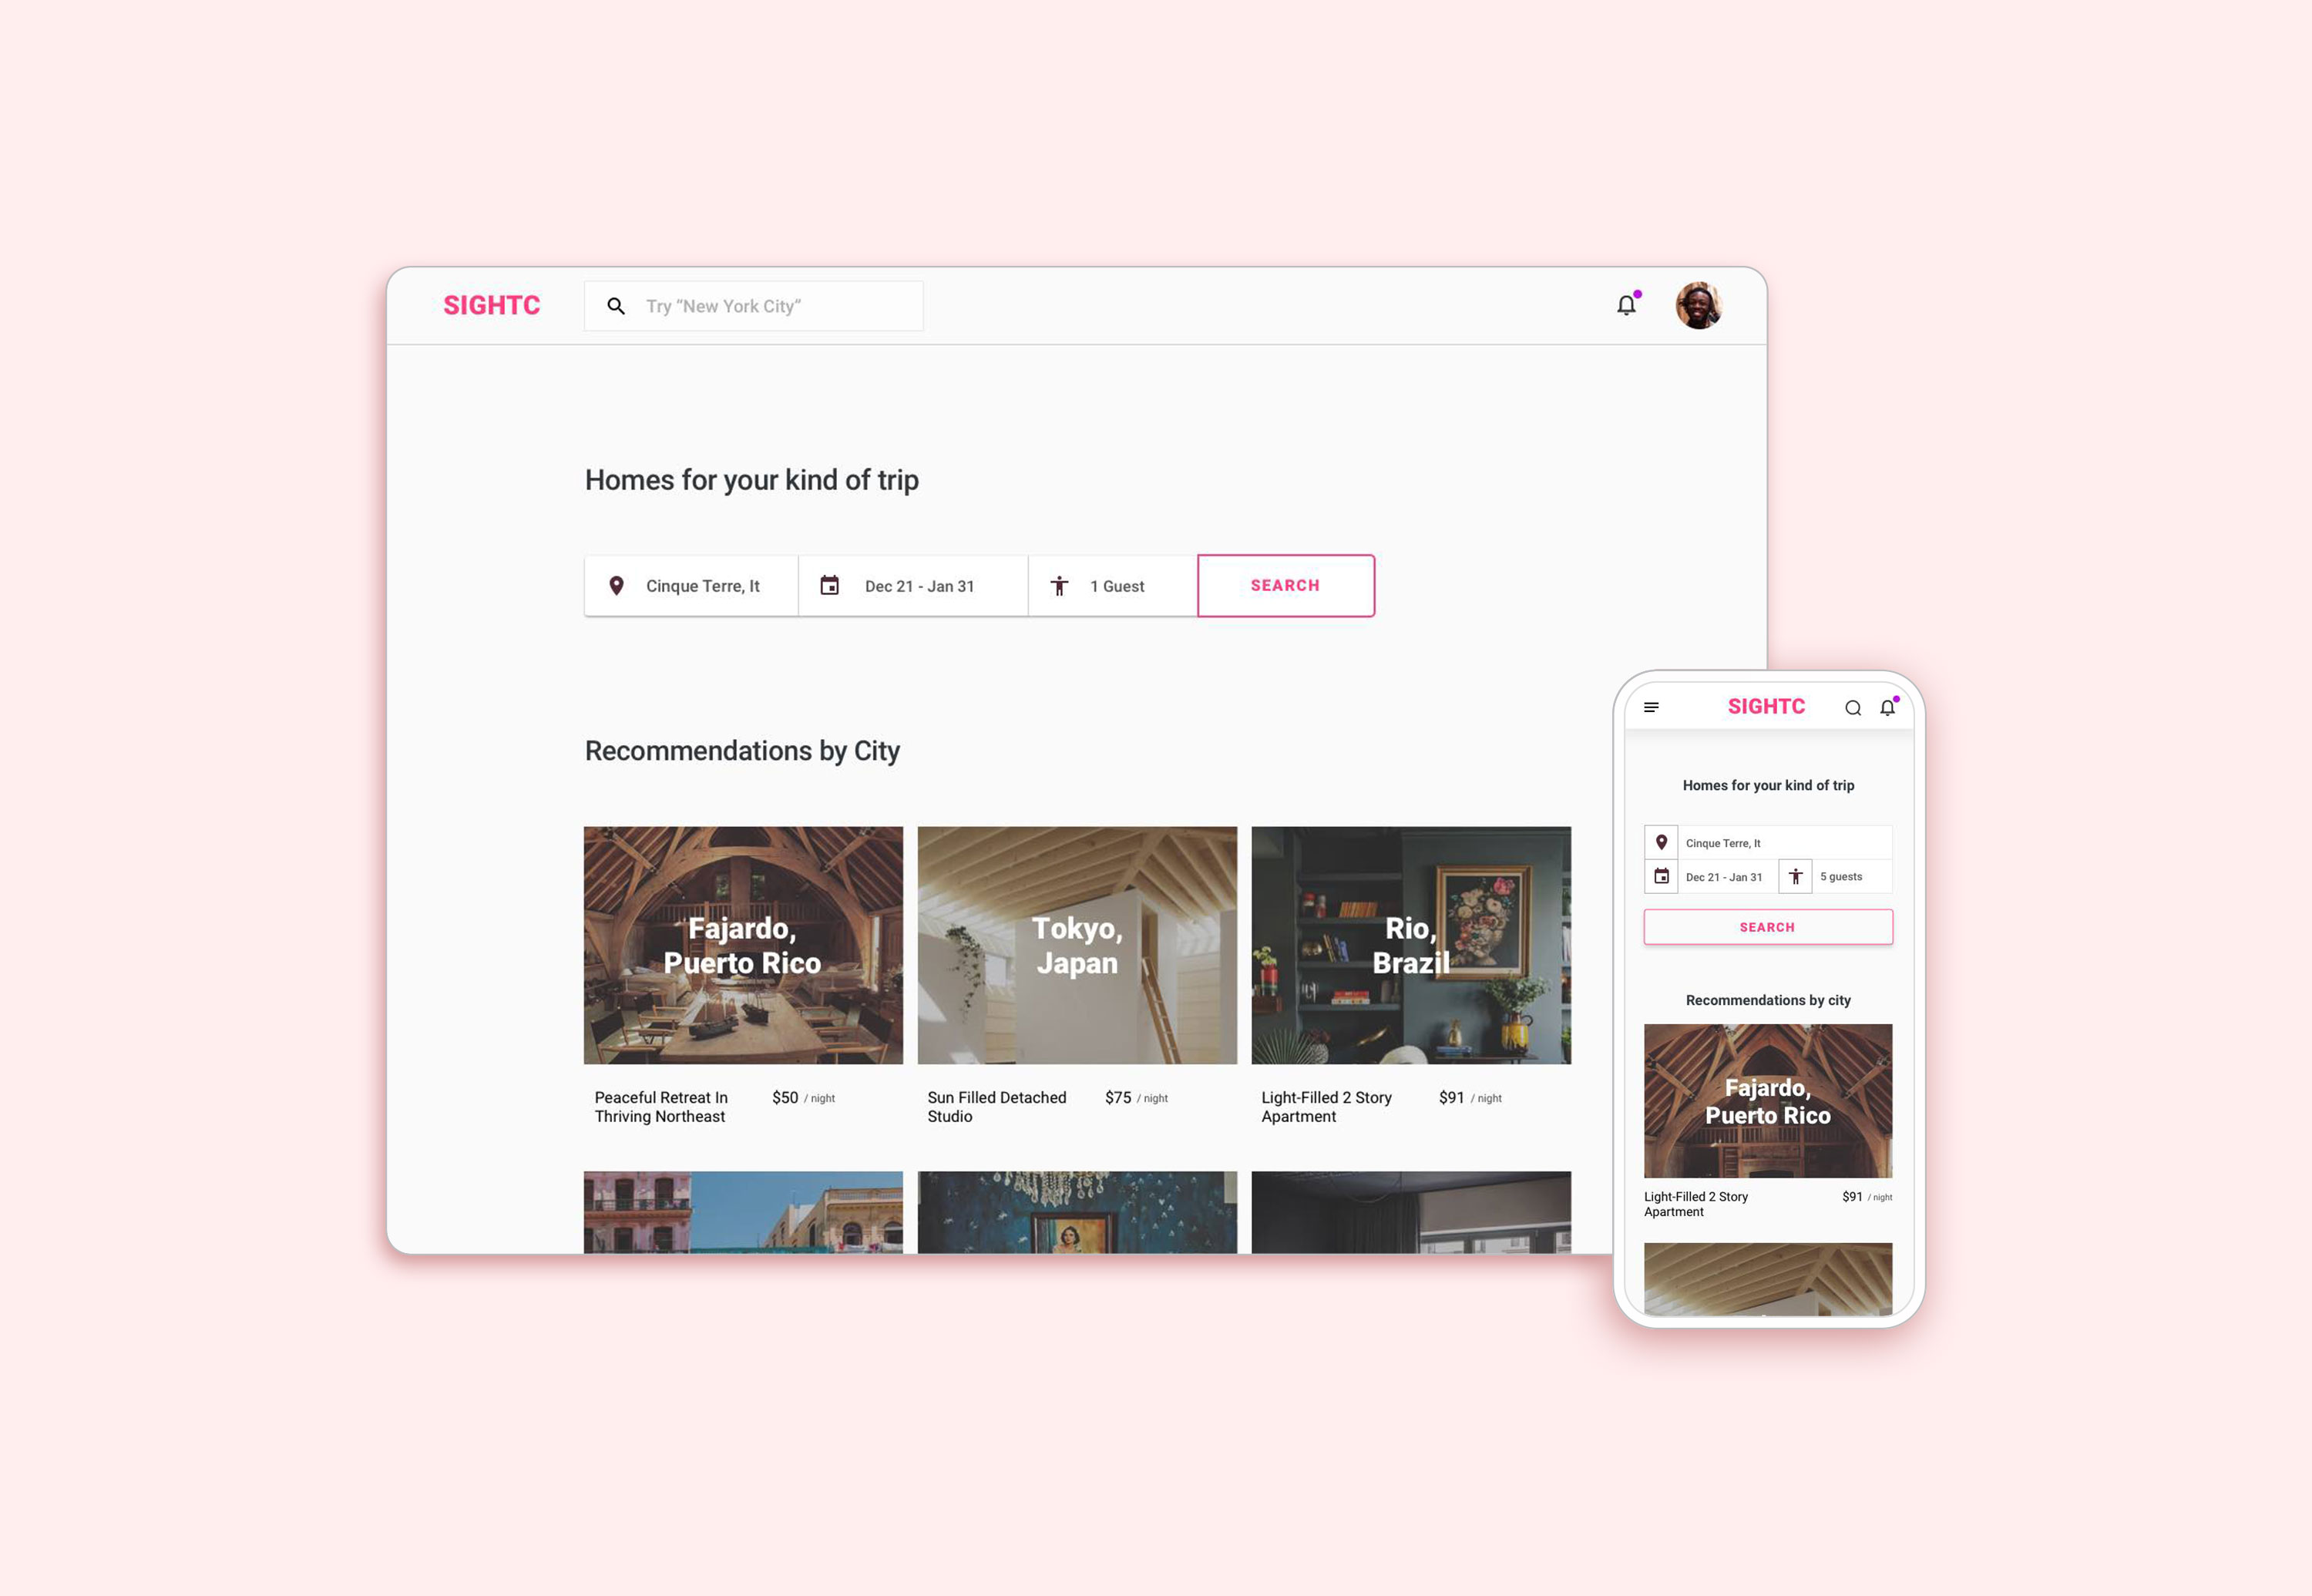 SIGHTC
Try “New York City”
Homes for your kind of trip
Cinque Terre, It
Dec 21 - Jan 31
1 Guest
SEARCH
Recommendations by City
Fajardo,
Puerto Rico
Tokyo,
Japan
Rio,
Brazil
Peaceful Retreat In
Thriving Northeast
$50 / night
Sun Filled Detached
Studio
$75 / night
Light-Filled 2 Story
Apartment
$91 / night
SIGHTC
Homes for your kind of trip
Cinque Terre, It
Dec 21 - Jan 31
5 guests
SEARCH
Recommendations by city
Fajardo,
Puerto Rico
Light-Filled 2 Story
Apartment
$91 / night